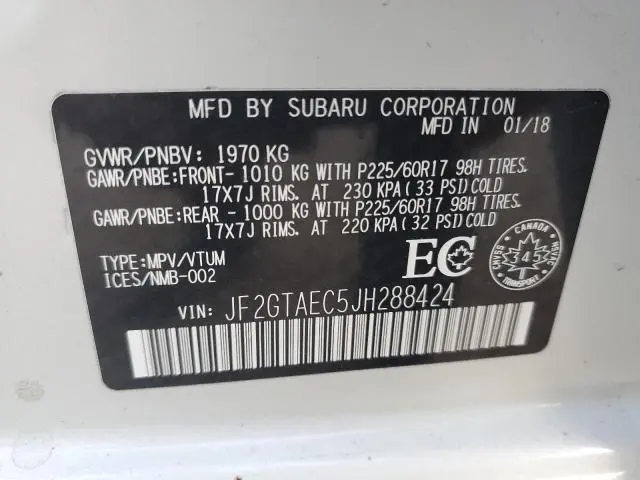 MFD BY SUBARU CORPORATION
MFD IN 01/18
GVWR/PNBV: 1970 KG
GAWR/PNBE:FRONT- 1010 KG WITH P225/60R17 98H TIRES.
17X7J RIMS. AT 230 KPA(33 PSI)COLD
GAWR/PNBE:REAR - 1000 KG WITH P225/60R17 98H TIRES.
17X7J RIMS. AT 220 KPA(32 PSI)COLD
TYPE:MPV/VTUM
ICES/NMB-002
EC
CANADA
345
TRANSPORT
VIN: JF2GTAEC5JH288424